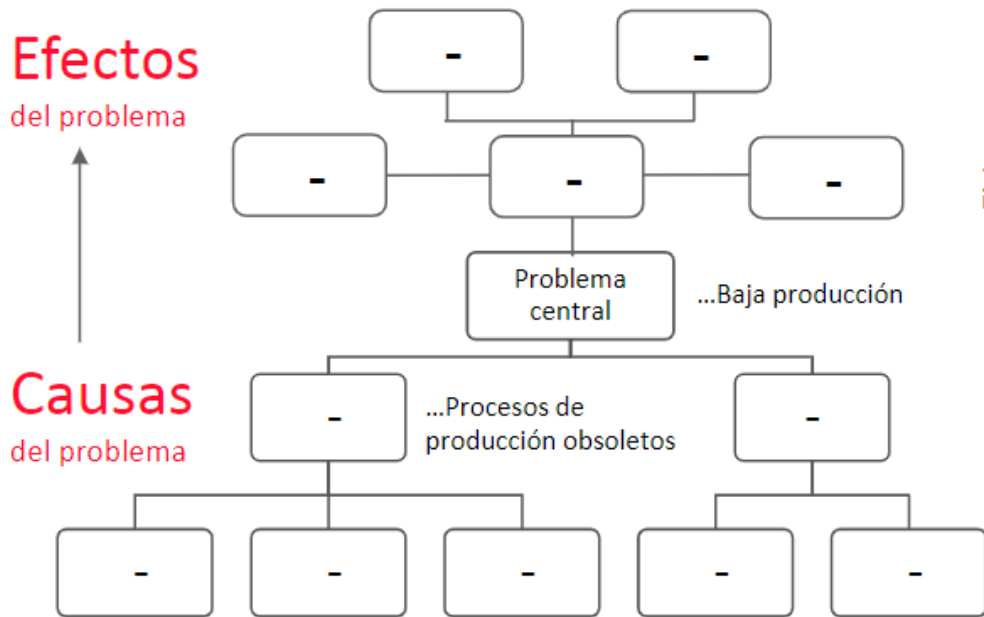 Efectos
del problema
-
-
-
-
-
Problema
central
...Baja producción
Causas
del problema
-
...Procesos de
producción obsoletos
-
-
-
-
-
-